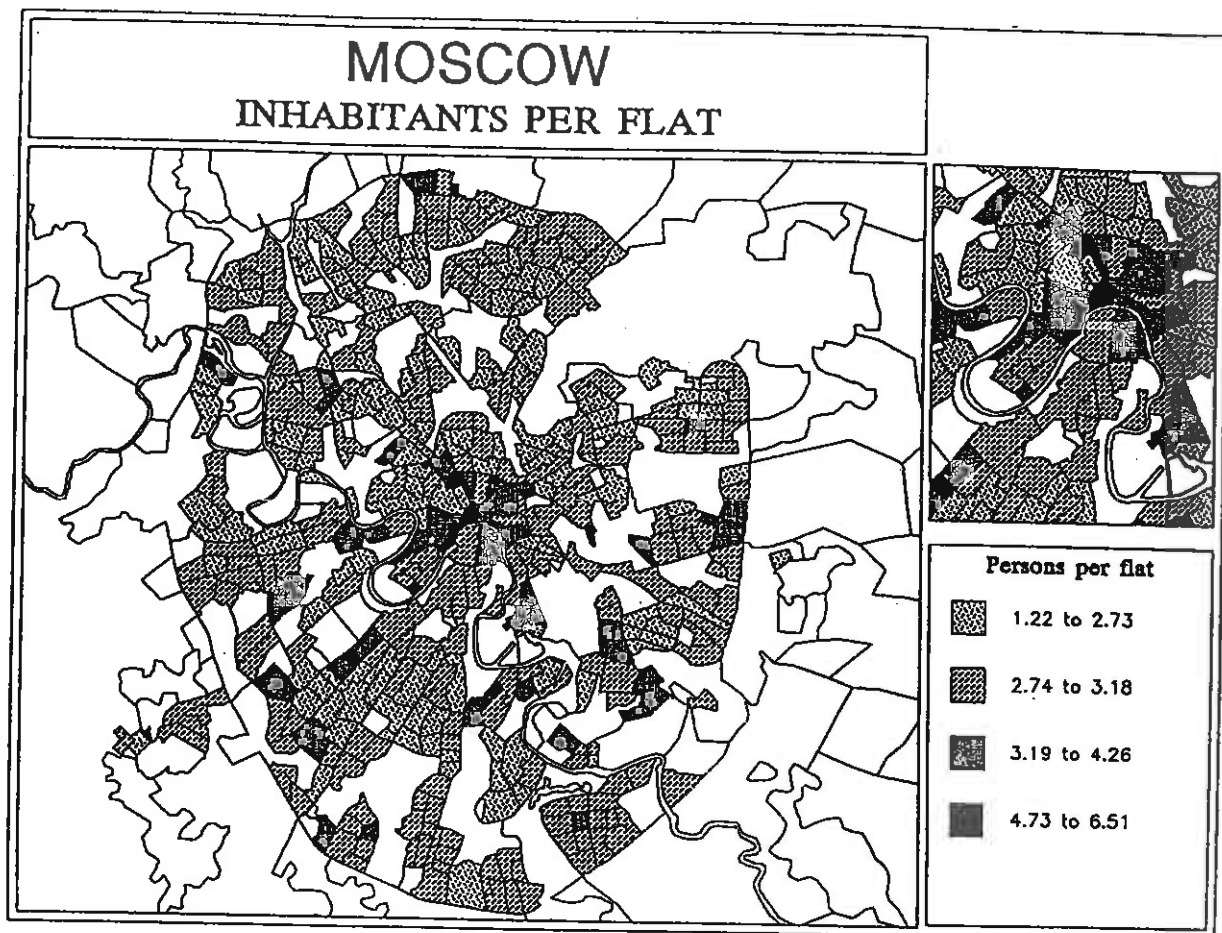 MOSCOW
INHABITANTS PER FLAT
Persons per flat
1.22 to 2.73
2.74 to 3.18
3.19 to 4.26
4.73 to 6.51